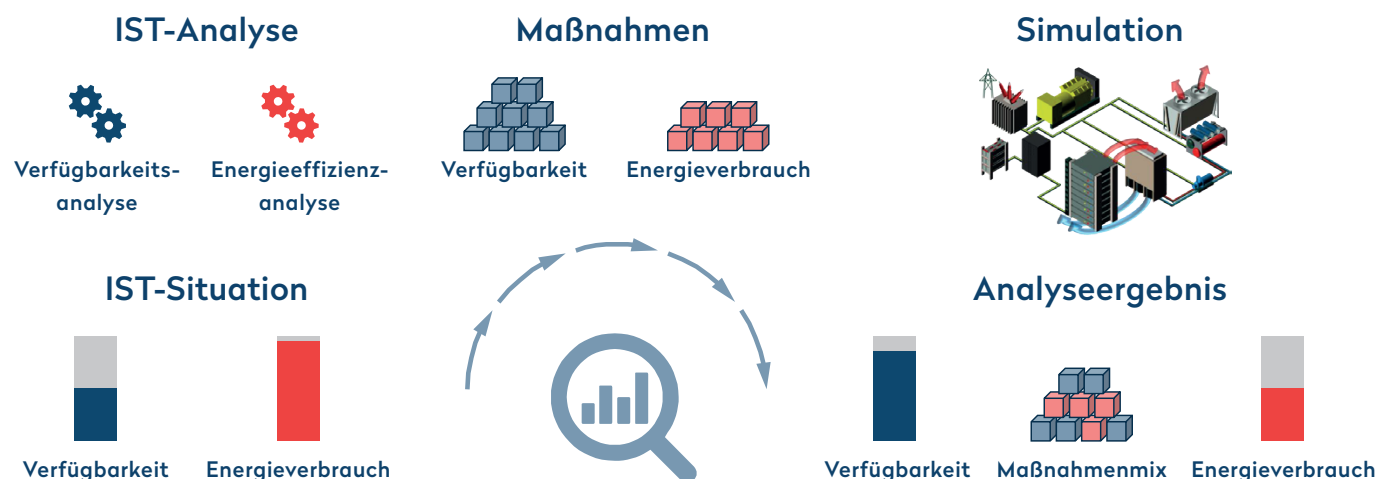 IST-Analyse
Maßnahmen
Simulation
Verfügbarkeits-
analyse
Energieeffizienz-
analyse
Verfügbarkeit
Energieverbrauch
IST-Situation
Analyseergebnis
Verfügbarkeit
Energieverbrauch
Verfügbarkeit
Maßnahmenmix
Energieverbrauch